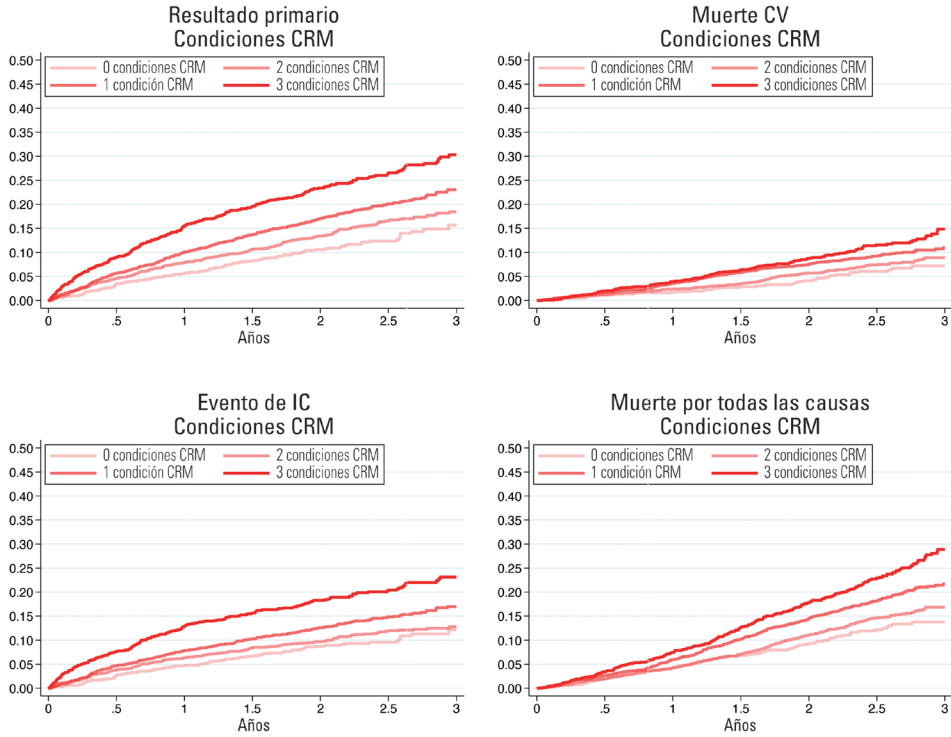 Resultado primario
Condiciones CRM
0 condiciones CRM 2 condiciones CRM
1 condición CRM 3 condiciones CRM
0.50
0.45
0.40
0.35
0.30
0.25
0.20
0.15
0.10
0.05
0.00
0 .5 1 1.5 2 2.5 3
Años
Muerte CV
Condiciones CRM
0 condiciones CRM 2 condiciones CRM
1 condición CRM 3 condiciones CRM
0.50
0.45
0.40
0.35
0.30
0.25
0.20
0.15
0.10
0.05
0.00
0 .5 1 1.5 2 2.5 3
Años
Evento de IC
Condiciones CRM
0 condiciones CRM 2 condiciones CRM
1 condición CRM 3 condiciones CRM
0.50
0.45
0.40
0.35
0.30
0.25
0.20
0.15
0.10
0.05
0.00
0 .5 1 1.5 2 2.5 3
Años
Muerte por todas las causas
Condiciones CRM
0 condiciones CRM 2 condiciones CRM
1 condición CRM 3 condiciones CRM
0.50
0.45
0.40
0.35
0.30
0.25
0.20
0.15
0.10
0.05
0.00
0 .5 1 1.5 2 2.5 3
Años